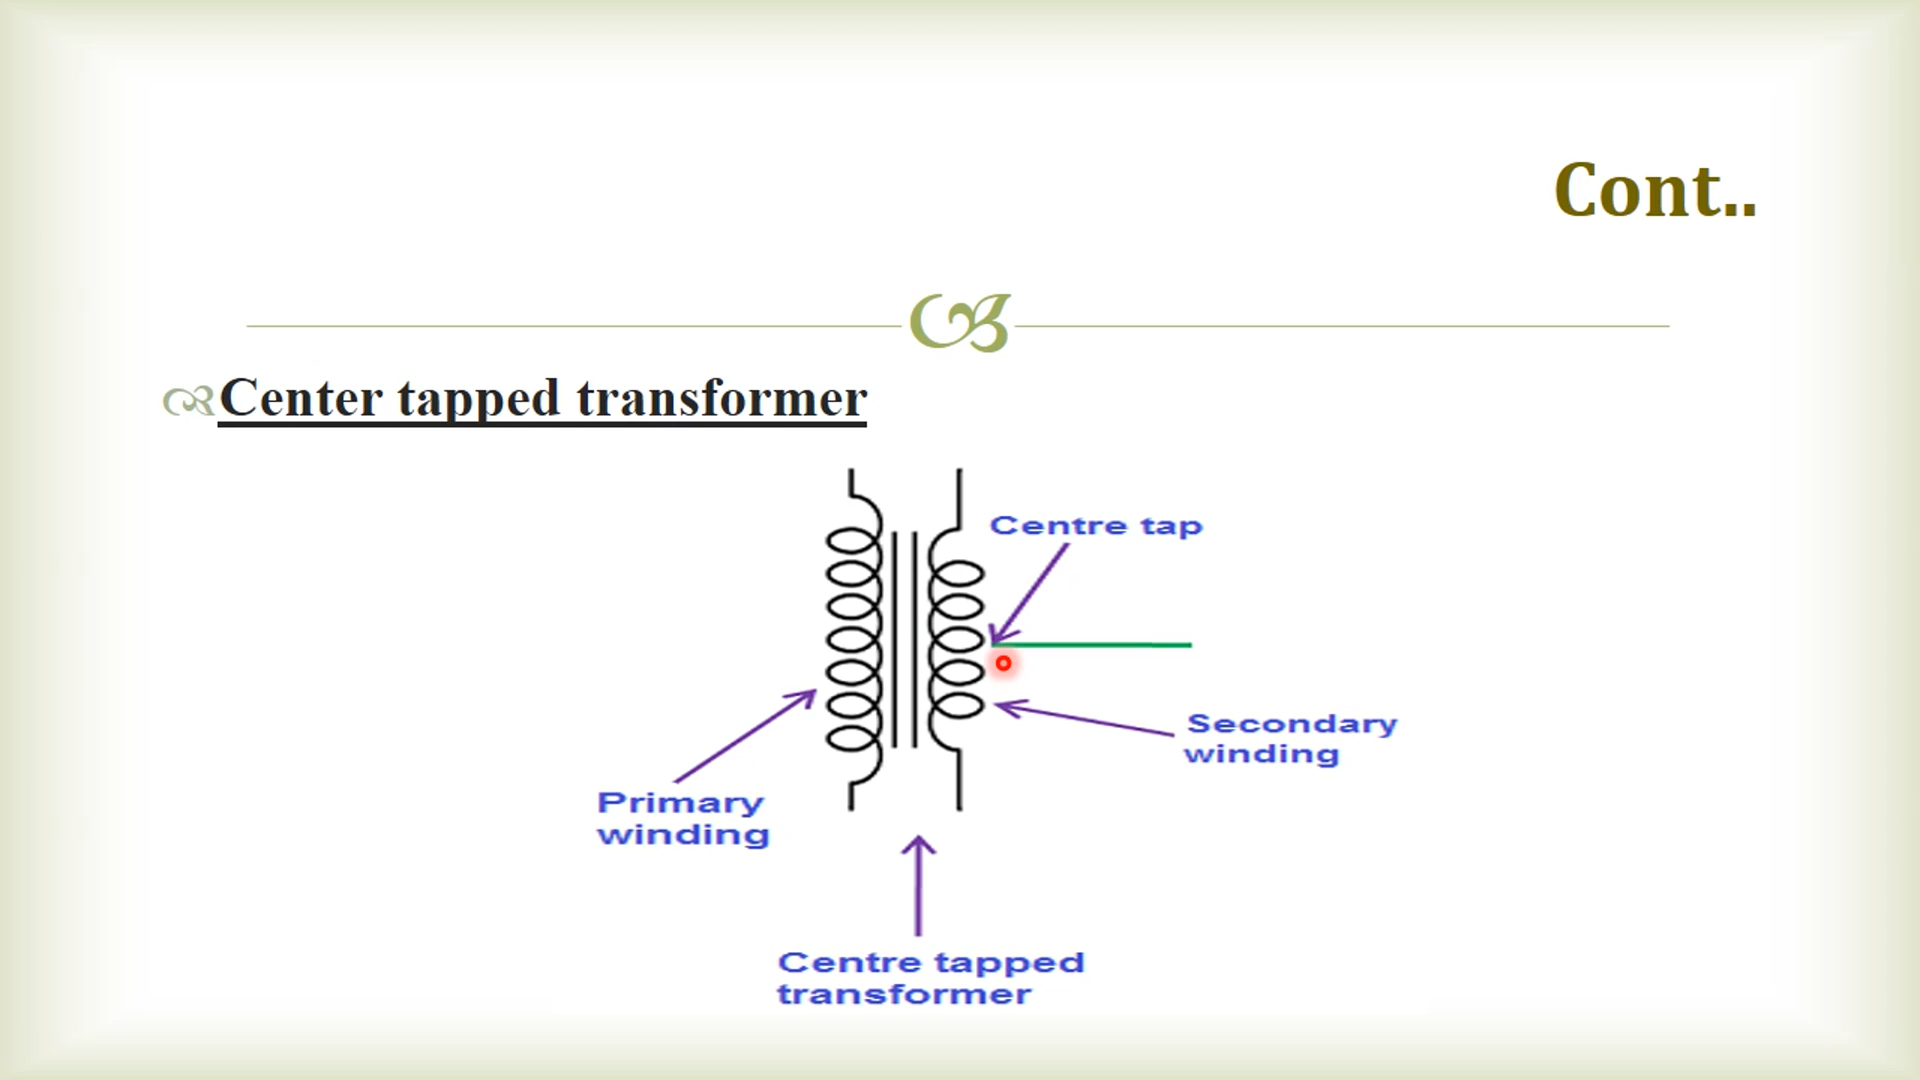 Cont..
Center tapped transformer
Centre tap
Secondary
winding
Primary
winding
Centre tapped
transformer